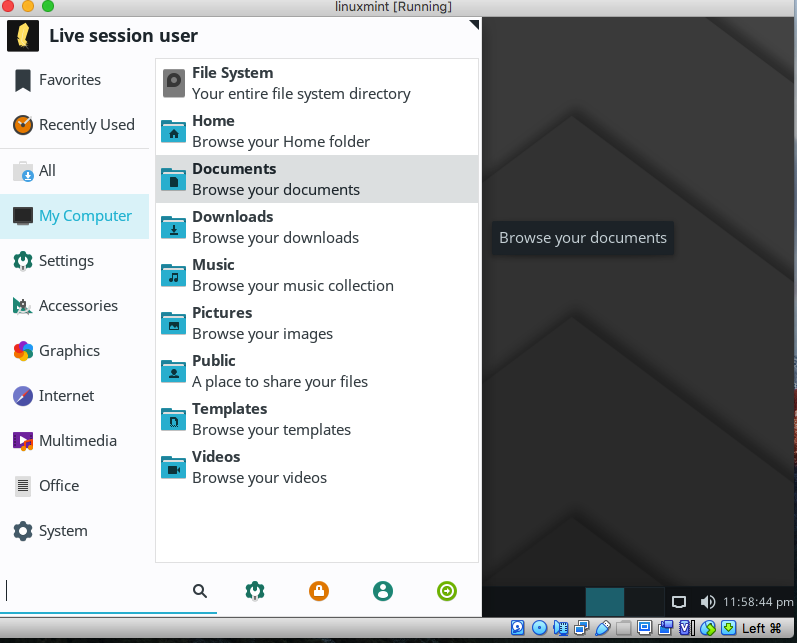 linuxmint [Running]
Live session user
Favorites
Recently Used
All
My Computer
Settings
Accessories
Graphics
Internet
Multimedia
Office
System
File System
Your entire file system directory
Home
Browse your Home folder
Documents
Browse your documents
Downloads
Browse your downloads
Music
Browse your music collection
Pictures
Browse your images
Public
A place to share your files
Templates
Browse your templates
Videos
Browse your videos
Browse your documents
11:58:44 pm
Left ⌘